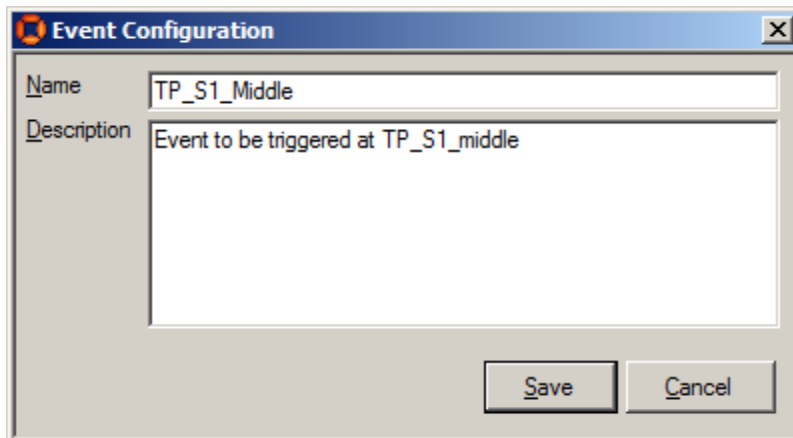 Event Configuration
Name
TP_S1_Middle
Description
Event to be triggered at TP_S1_middle
Save
Cancel